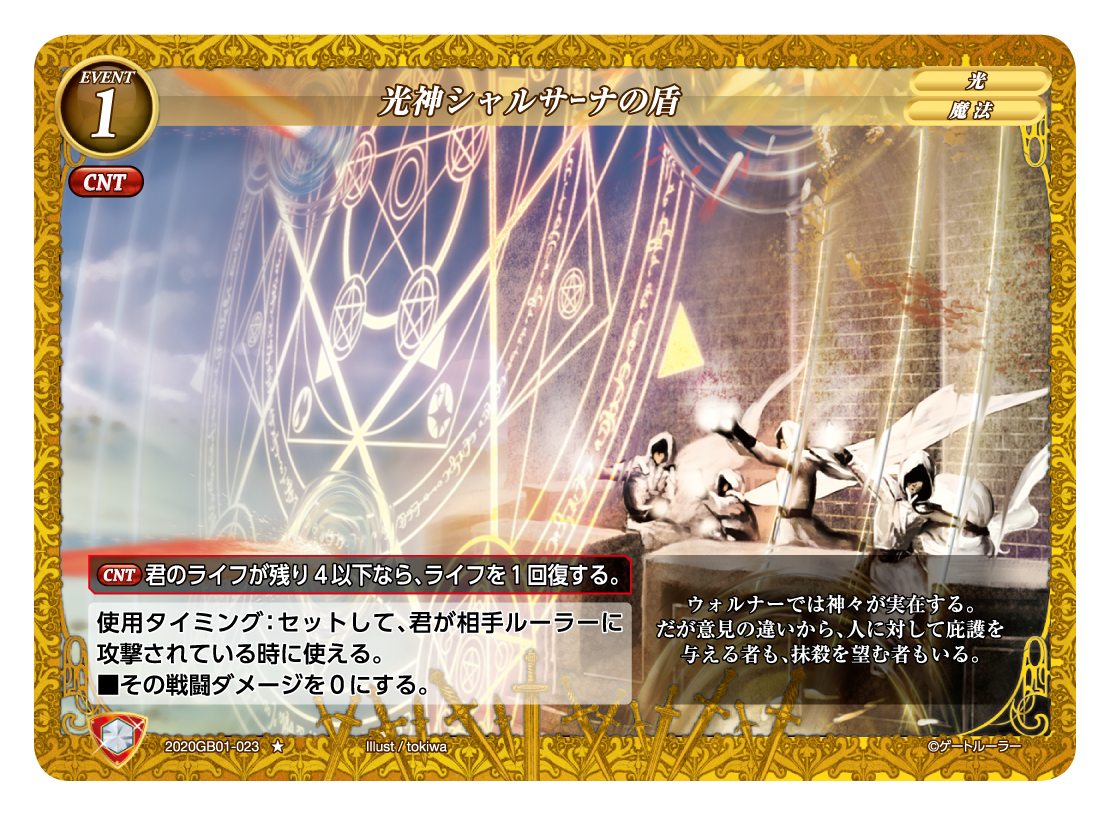 EVENT
1
光神シャルサーナの盾
光
魔法
CNT
CNT 君のライフが残り4以下なら、ライフを1回復する。
使用タイミング：セットして、君が相手ルーラーに
攻撃されている時に使える。
■その戦闘ダメージを0にする。
ウォルナーでは神々が実在する。
だが意見の違いから、人に対して庇護を
与える者も、抹殺を望む者もいる。
2020GB01-023 ★
Illust / tokiwa
©ゲートルーラー